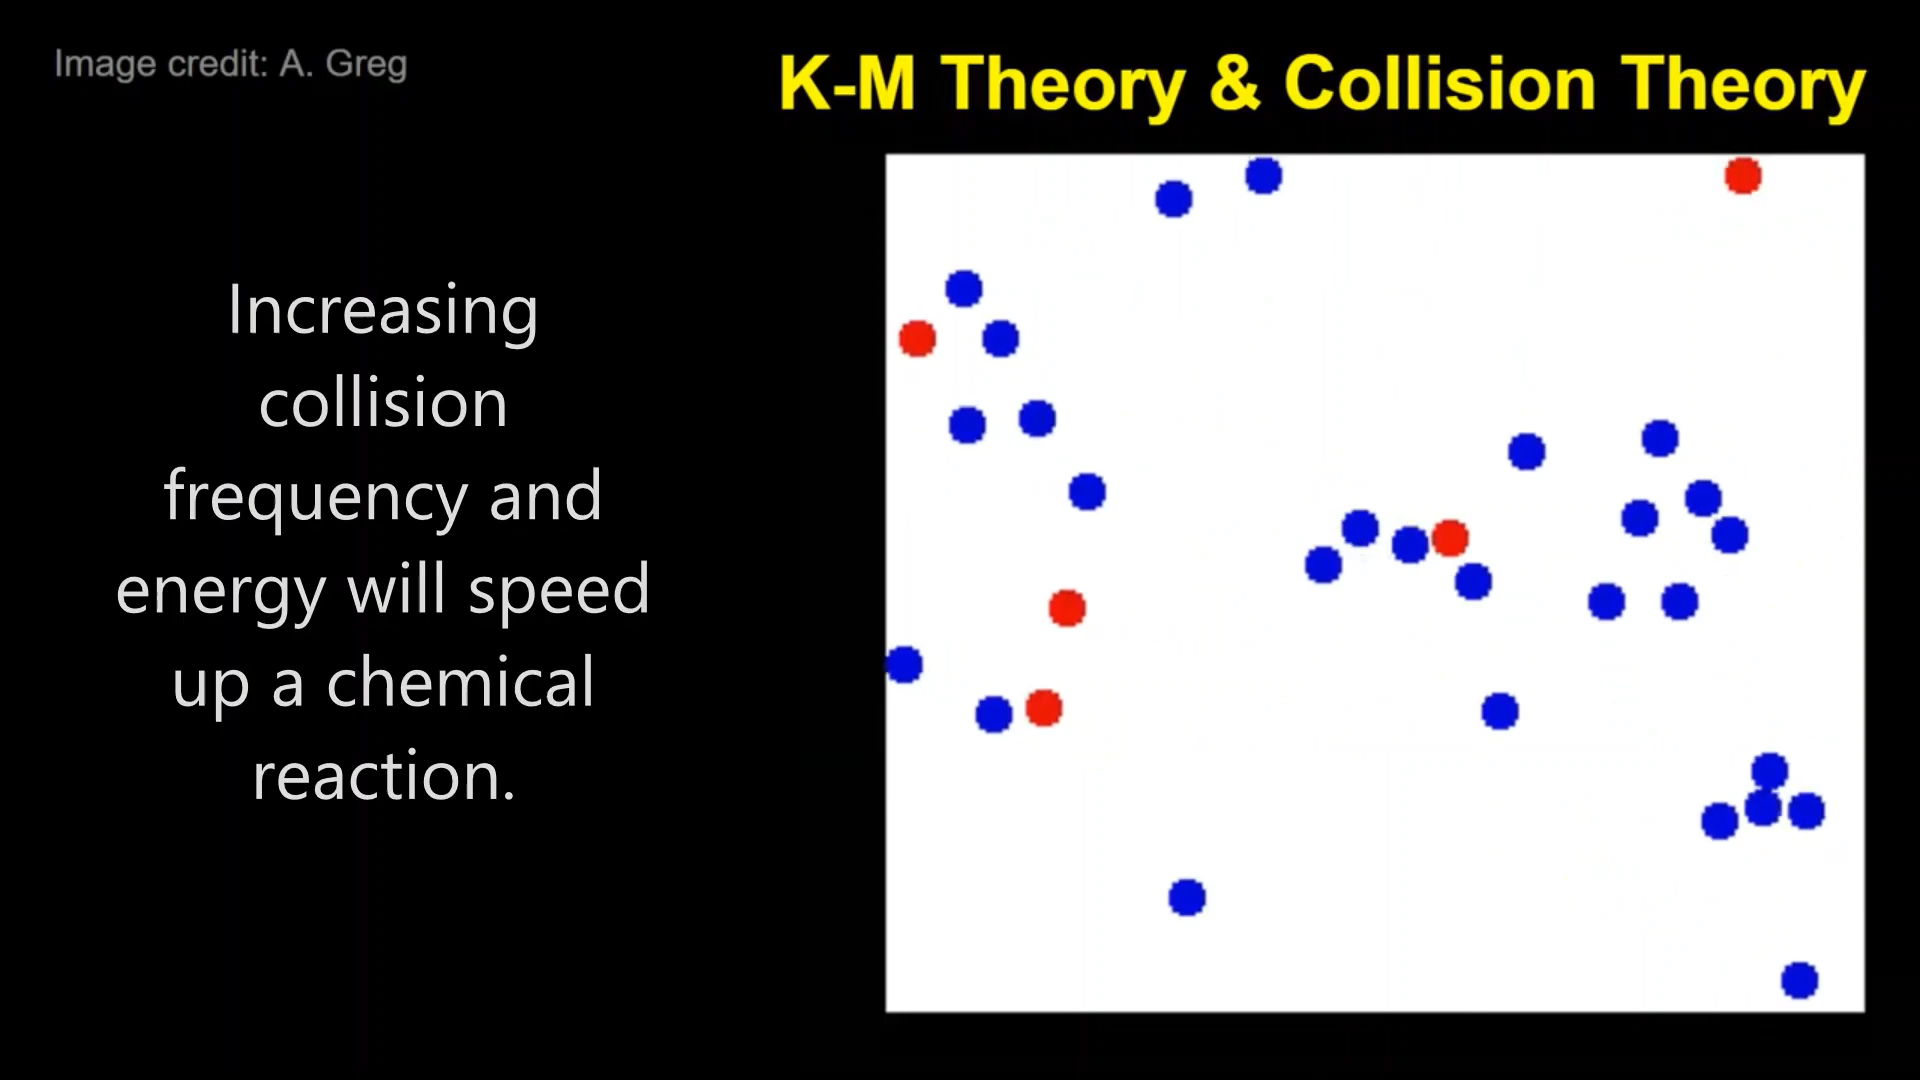 Image credit: A. Greg
K-M Theory & Collision Theory
Increasing
collision
frequency and
energy will speed
up a chemical
reaction.